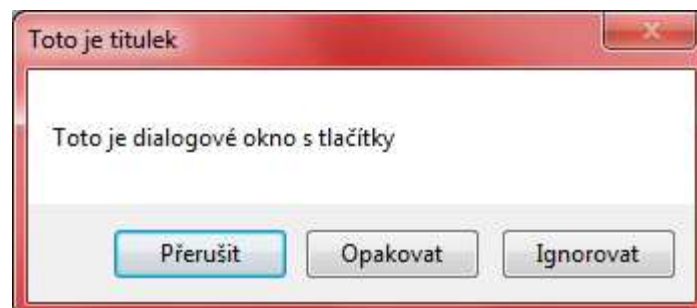 Toto je titulek
Toto je dialogové okno s tlačítky
Přerušit Opakovat Ignorovat